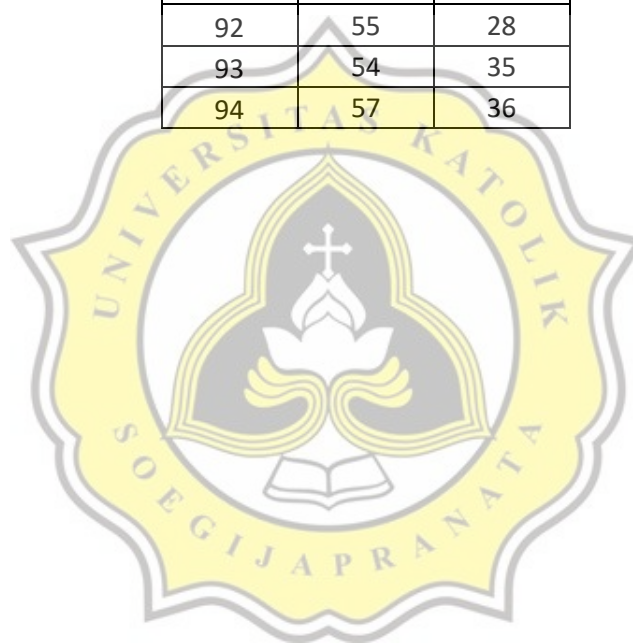 92 55 28
93 54 35
94 57 36
UNIVERSITAS KATOLIK
SOEGIJAPRANATA